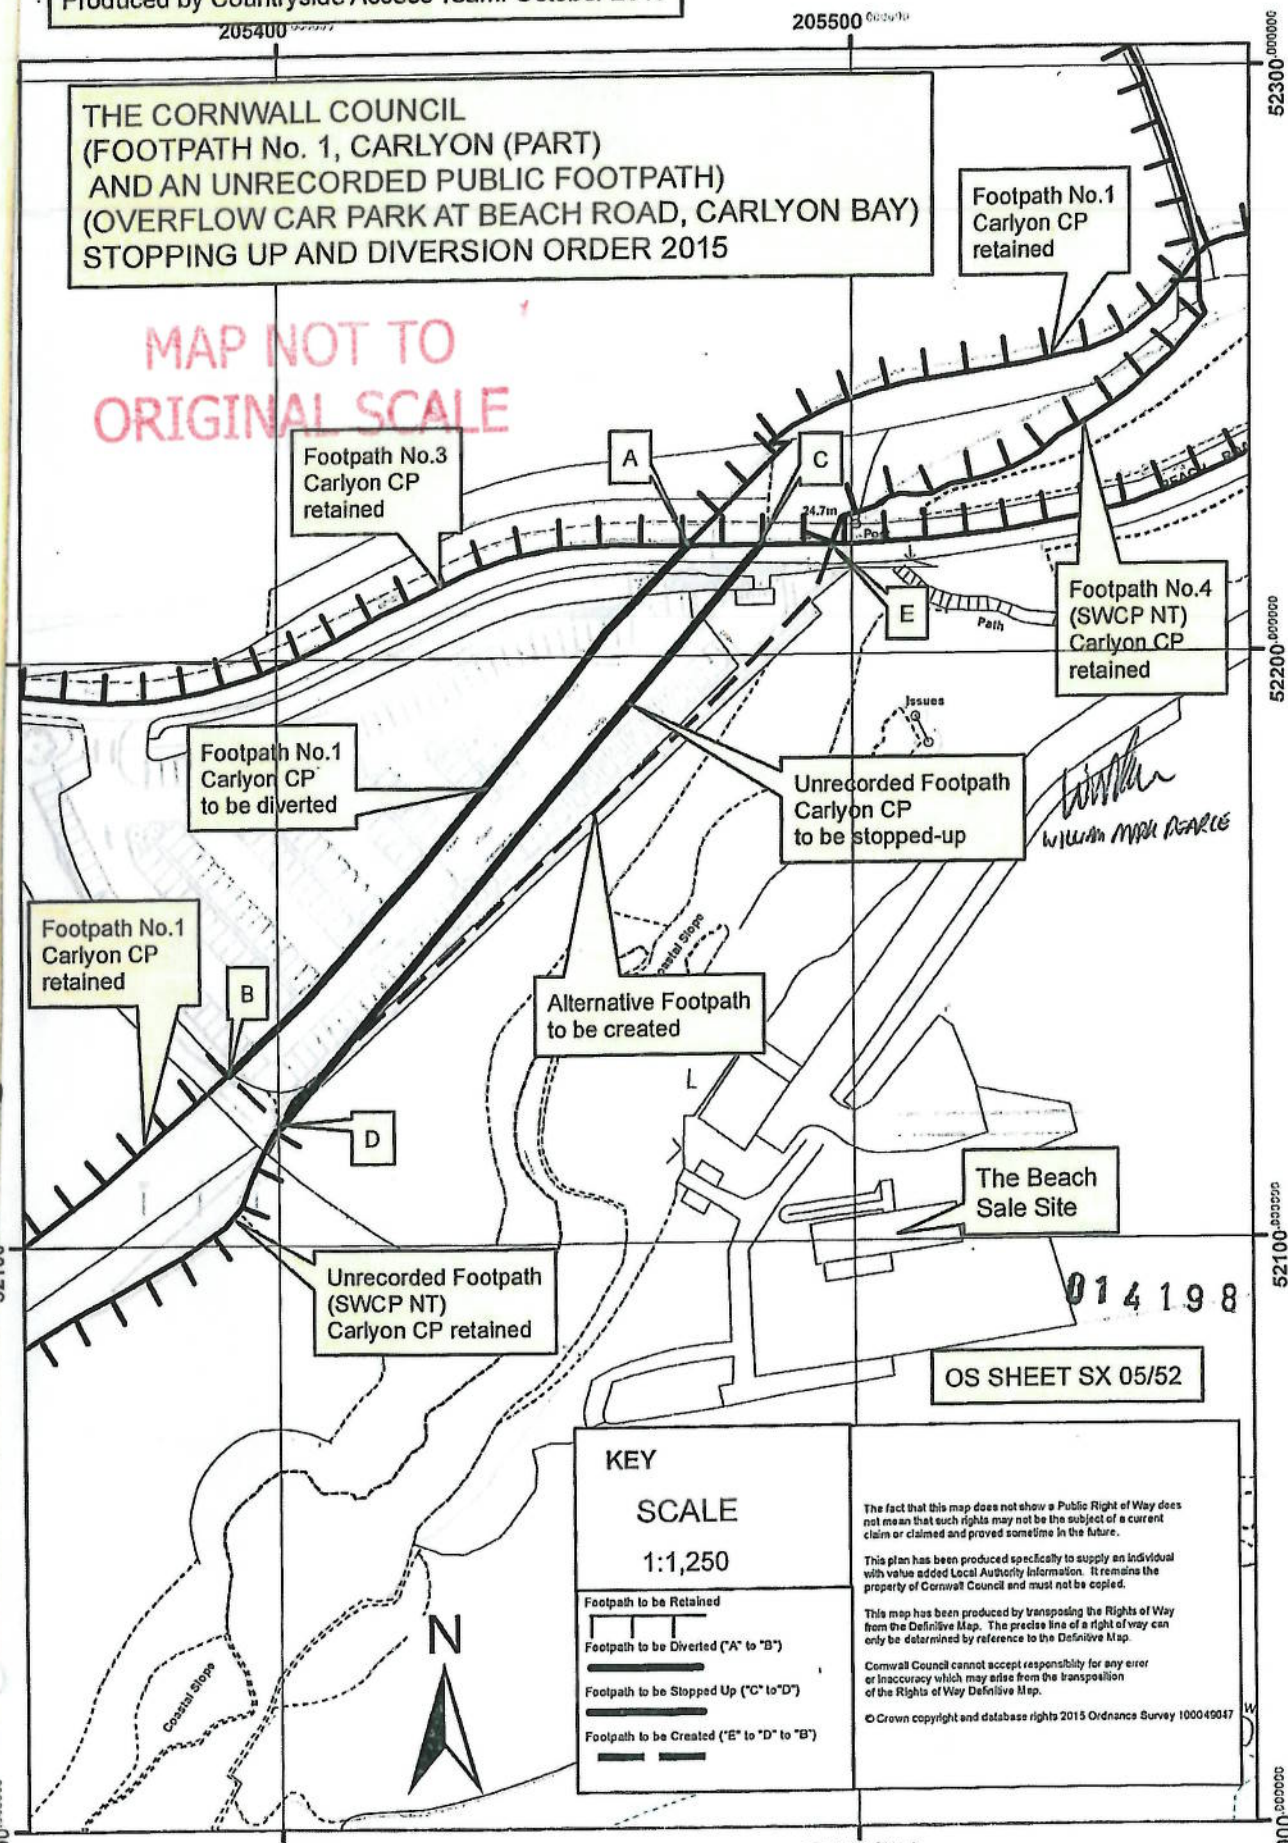 Produced by Countryside Access Team. October
205400
205500
52300.000000
THE CORNWALL COUNCIL
(FOOTPATH No. 1, CARLYON (PART)
AND AN UNRECORDED PUBLIC FOOTPATH)
(OVERFLOW CAR PARK AT BEACH ROAD, CARLYON BAY)
STOPPING UP AND DIVERSION ORDER 2015
Footpath No.1
Carlyon CP
retained
MAP NOT TO
ORIGINAL SCALE
Footpath No.3
Carlyon CP
retained
A
C
24.7m
BEACH
E
Path
Footpath No.4
(SWCP NT)
Carlyon CP
retained
52200.000000
Issues
Footpath No.1
Carlyon CP
to be diverted
Unrecorded Footpath
Carlyon CP
to be stopped-up
WILLIAM MARK PEARCE
Footpath No.1
Carlyon CP
retained
B
Coastal Slope
Alternative Footpath
to be created
L
D
The Beach
Sale Site
52100.000000
Unrecorded Footpath
(SWCP NT)
Carlyon CP retained
014198
OS SHEET SX 05/52
KEY
SCALE
1:1,250
Footpath to be Retained
Footpath to be Diverted ("A" to "B")
Footpath to be Stopped Up ("C" to"D")
Footpath to be Created ("E" to "D" to "B")
The fact that this map does not show a Public Right of Way does
not mean that such rights may not be the subject of a current
claim or claimed and proved sometime in the future.
This plan has been produced specifically to supply an individual
with value added Local Authority Information. It remains the
property of Cornwall Council and must not be copied.
This map has been produced by transposing the Rights of Way
from the Definitive Map. The precise line of a right of way can
only be determined by reference to the Definitive Map.
Cornwall Council cannot accept responsibility for any error
or inaccuracy which may arise from the transposition
of the Rights of Way Definitive Map.
© Crown copyright and database rights 2015 Ordnance Survey 100049047
N
Coastal Slope
W